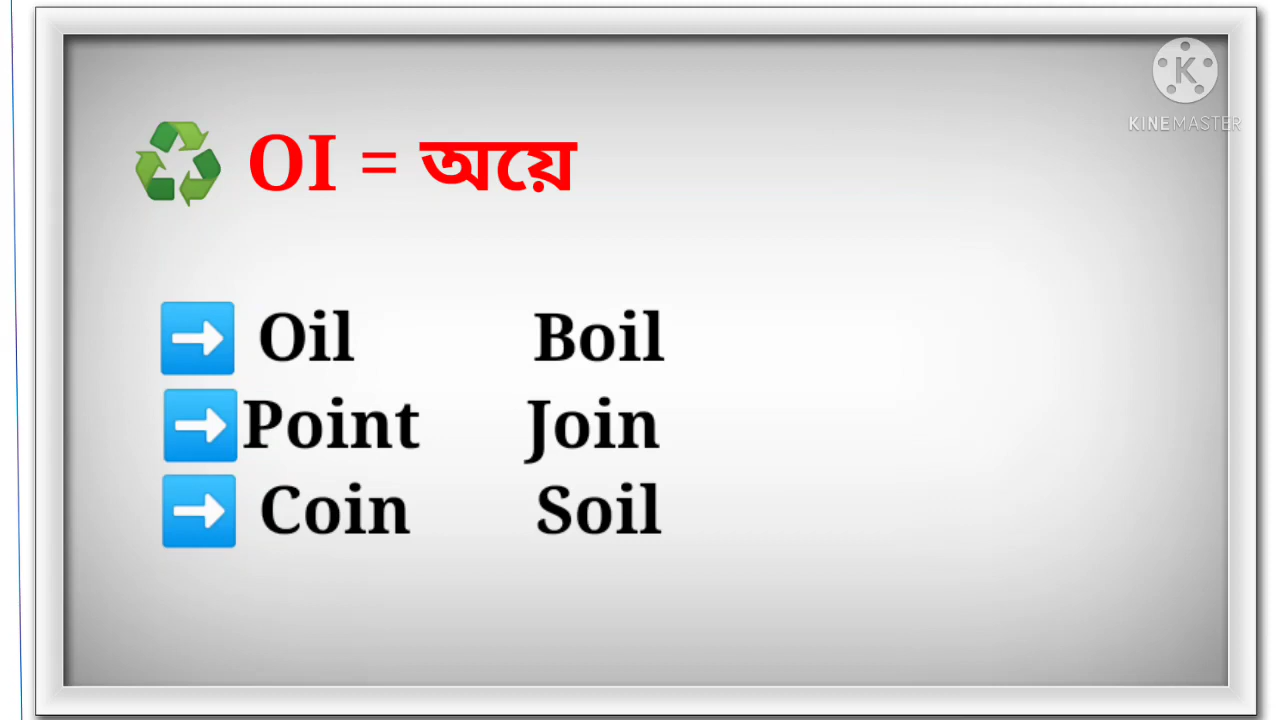 K
KINEMASTER
OI = অয়ে
Oil Boil
Point Join
Coin Soil